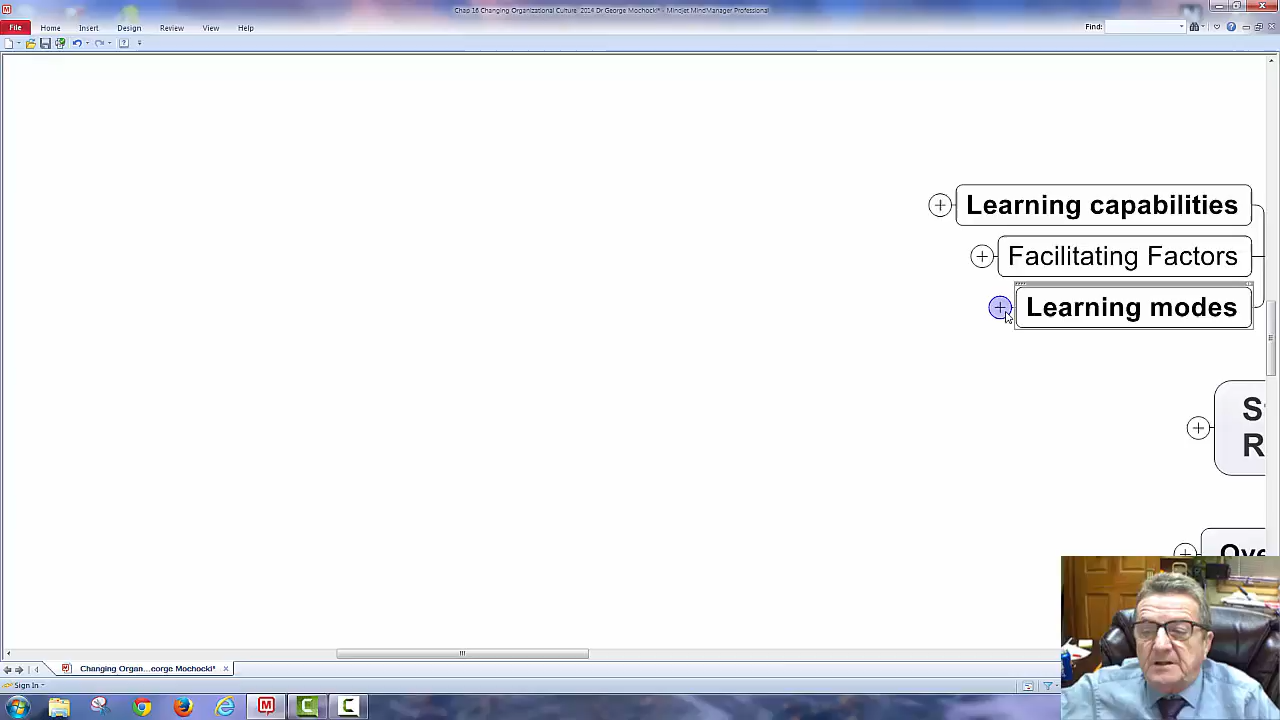 Chap 16 Changing Organizational Culture 2014 Dr George Mochocki* - Mindjet MindManager Professional
File Home Insert Design Review View Help Find:
Learning capabilities
Facilitating Factors
Learning modes
S
R
Ove
Changing Organ...eorge Mochocki*
Sign In